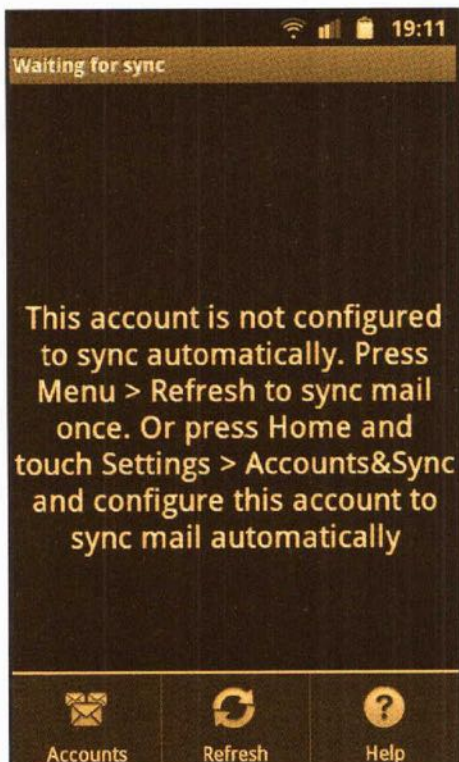 19:11
Waiting for sync
This account is not configured
to sync automatically. Press
Menu > Refresh to sync mail
once. Or press Home and
touch Settings > Accounts&Sync
and configure this account to
sync mail automatically
Accounts Refresh Help